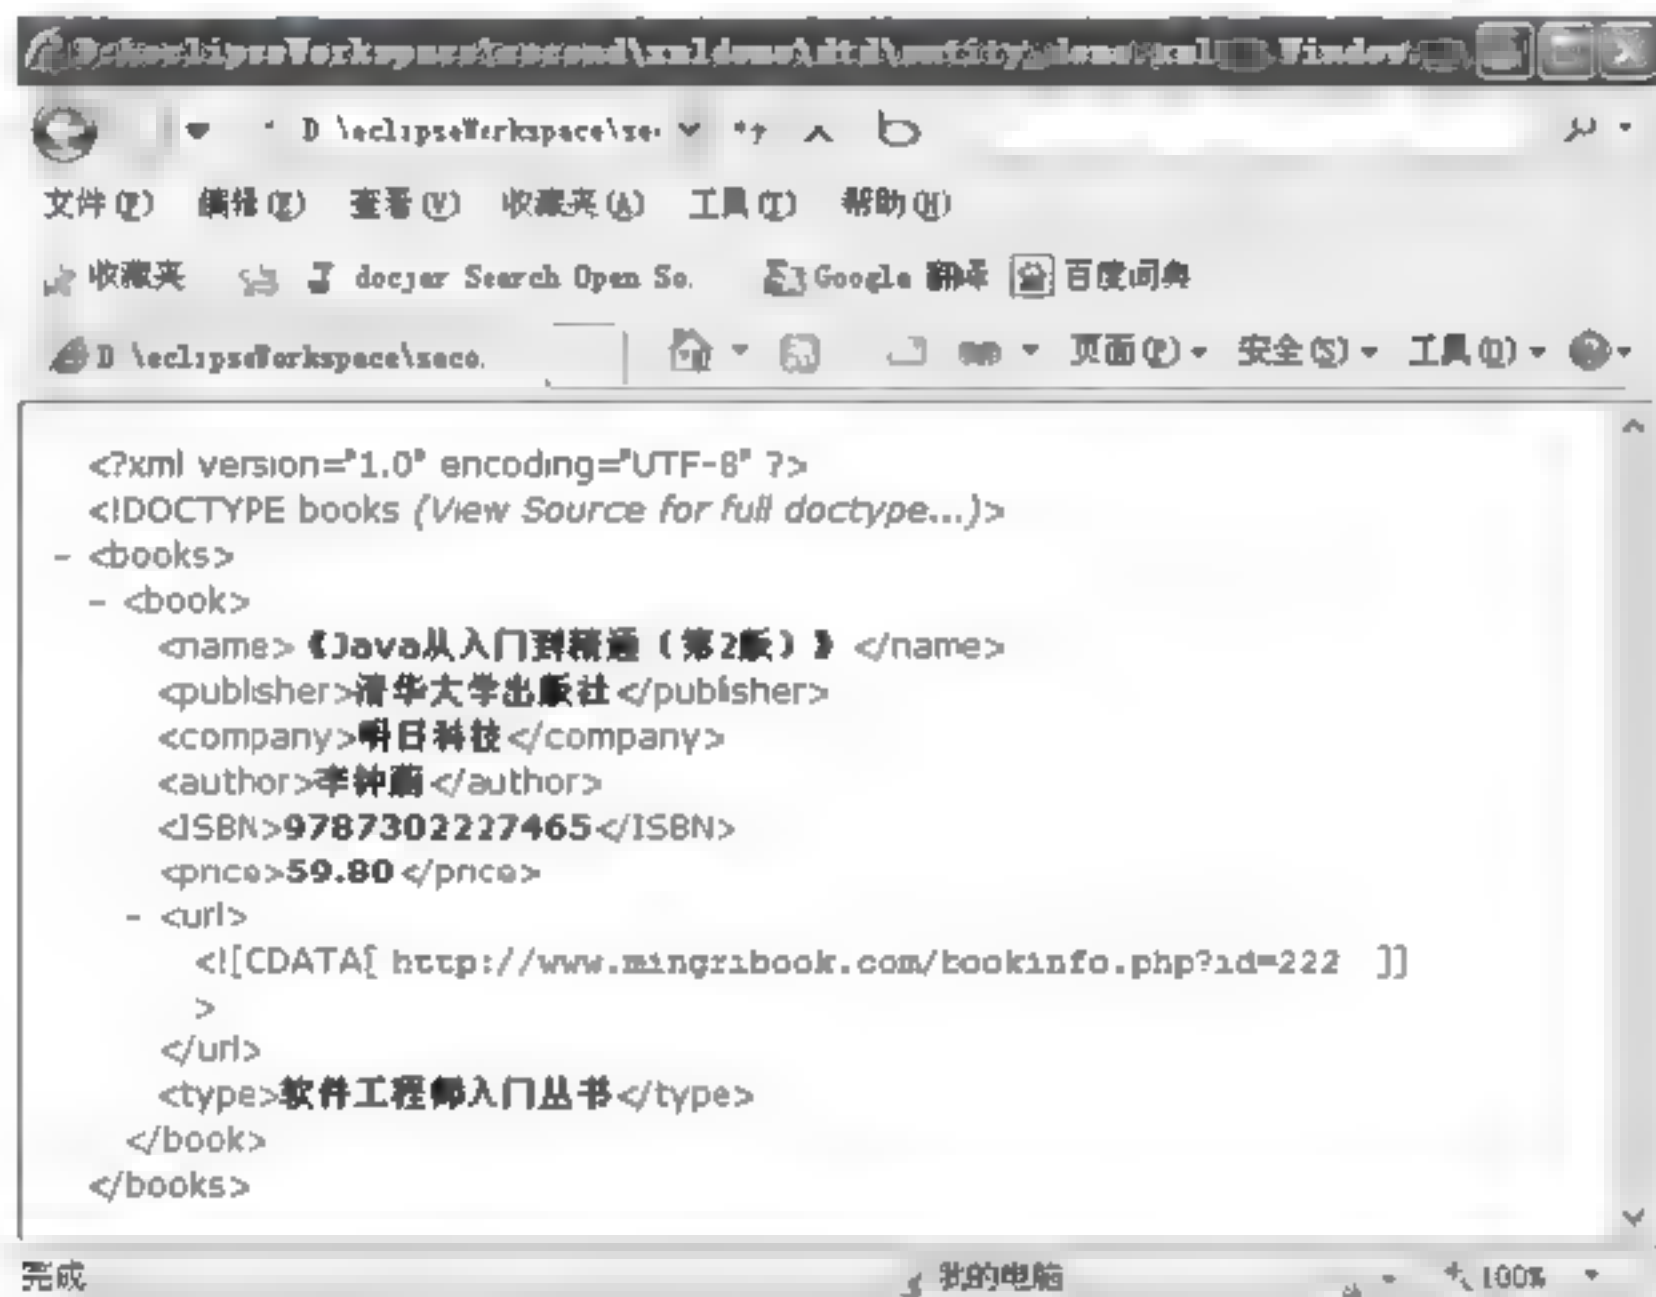 D \eclipseWorkspace\se
文件(F) 编辑(E) 查看(V) 收藏夹(A) 工具(T) 帮助(H)
收藏夹 docjar Search Open So. Google 翻译 百度词典
D \eclipseWorkspace\seco. 页面(P) 安全(S) 工具(O)
<?xml version="1.0" encoding="UTF-8" ?>
<!DOCTYPE books (View Source for full doctype...)>
- <books>
- <book>
<name>《Java从入门到精通（第2版）》</name>
<publisher>清华大学出版社</publisher>
<company>明日科技</company>
<author>李钟蔚</author>
<ISBN>9787302227465</ISBN>
<price>59.80</price>
- <url>
<![CDATA[ http://www.mingribook.com/bookinfo.php?id=222 ]]
>
</url>
<type>软件工程师入门丛书</type>
</book>
</books>
完成 我的电脑 100%